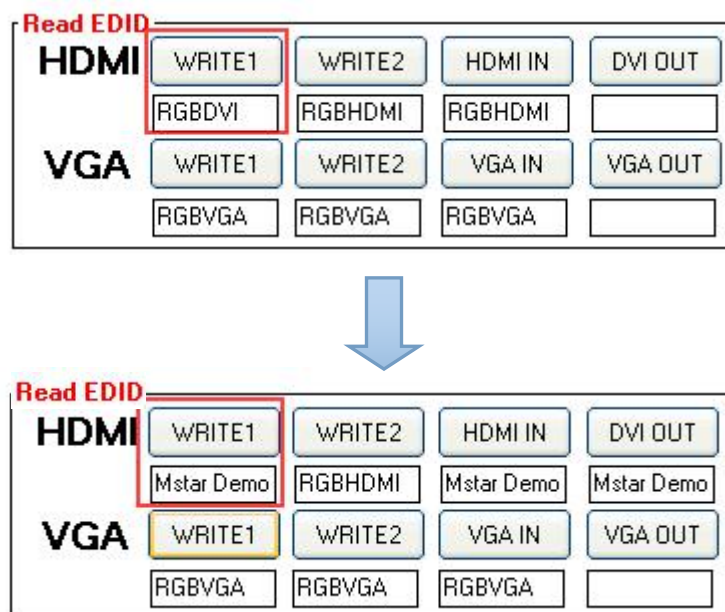 Read EDID
HDMI WRITE1 WRITE2 HDMI IN DVI OUT
RGBDVI RGBHDMI RGBHDMI
VGA WRITE1 WRITE2 VGA IN VGA OUT
RGBVGA RGBVGA RGBVGA
Read EDID
HDMI WRITE1 WRITE2 HDMI IN DVI OUT
Mstar Demo RGBHDMI Mstar Demo Mstar Demo
VGA WRITE1 WRITE2 VGA IN VGA OUT
RGBVGA RGBVGA RGBVGA